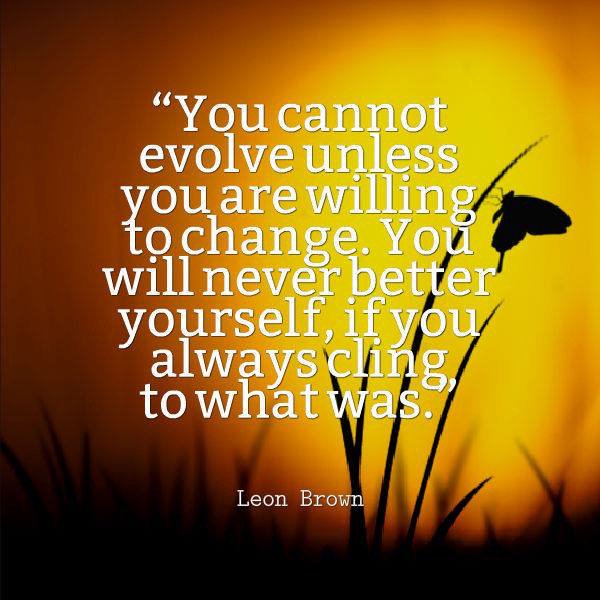 “You cannot
evolve unless
you are willing
to change. You
will never better
yourself, if you
always cling
to what was.”
Leon Brown